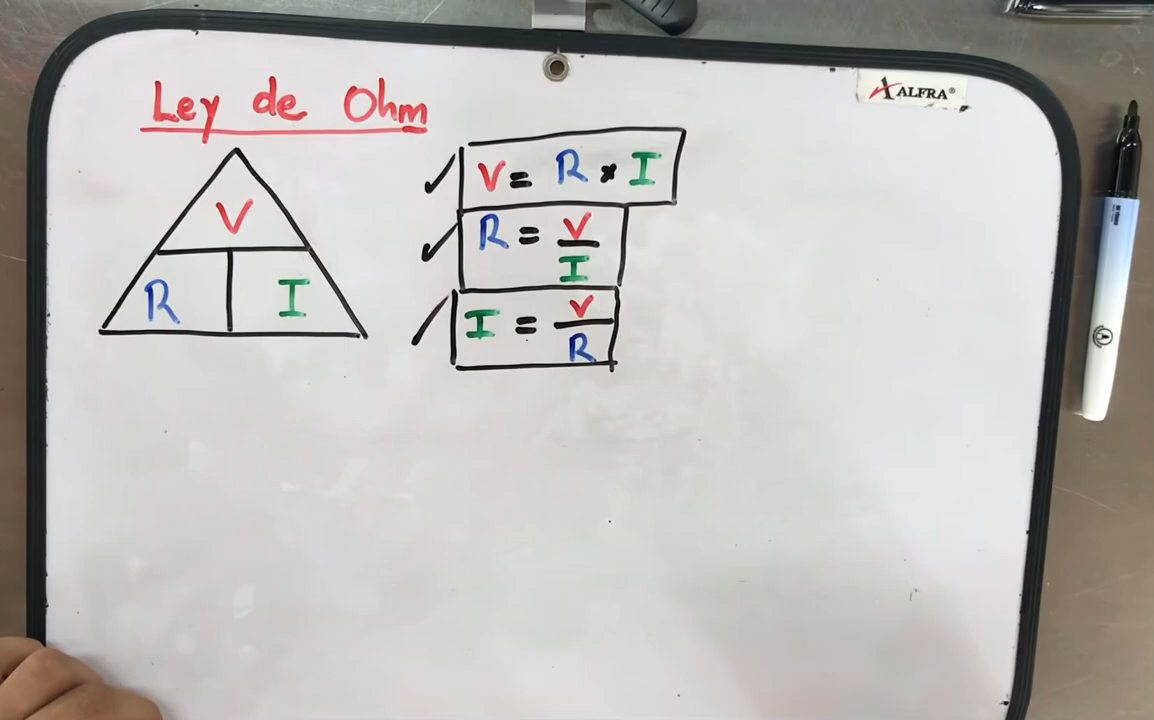 Ley de Ohm
ALFRA®
V
R I
V = R × I
R = V / I
I = V / R